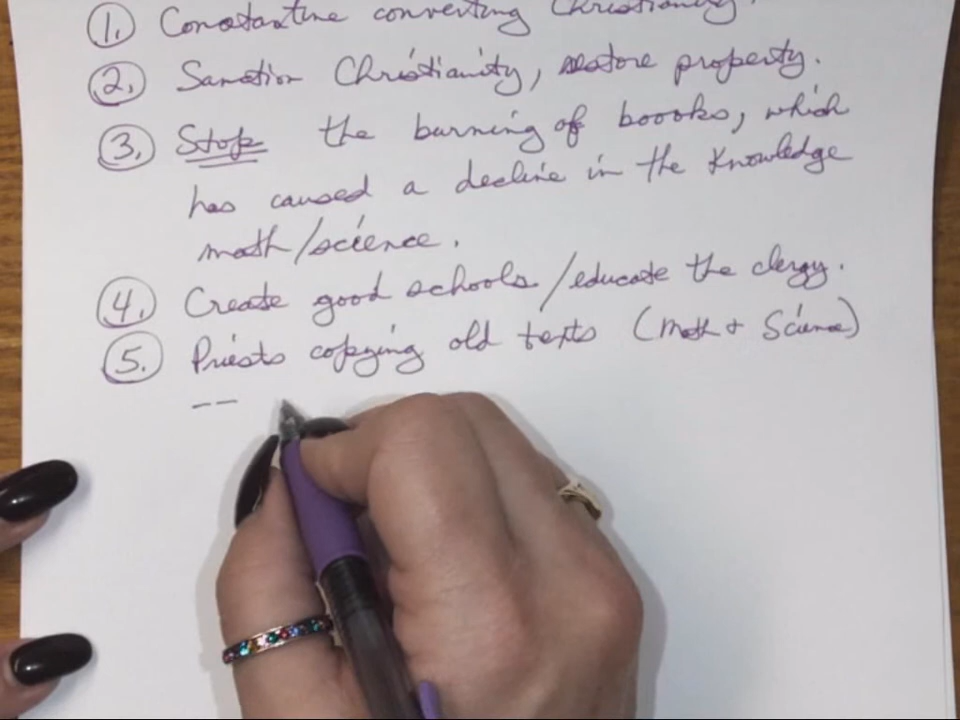 1. Constantine converting Christianity.
2. Sanction Christianity, restore property.
3. Stop the burning of boooks, which
has caused a decline in the Knowledge
math/science.
4. Create good schools/educate the clergy.
5. Priests copying old texts (Math + Science)
--